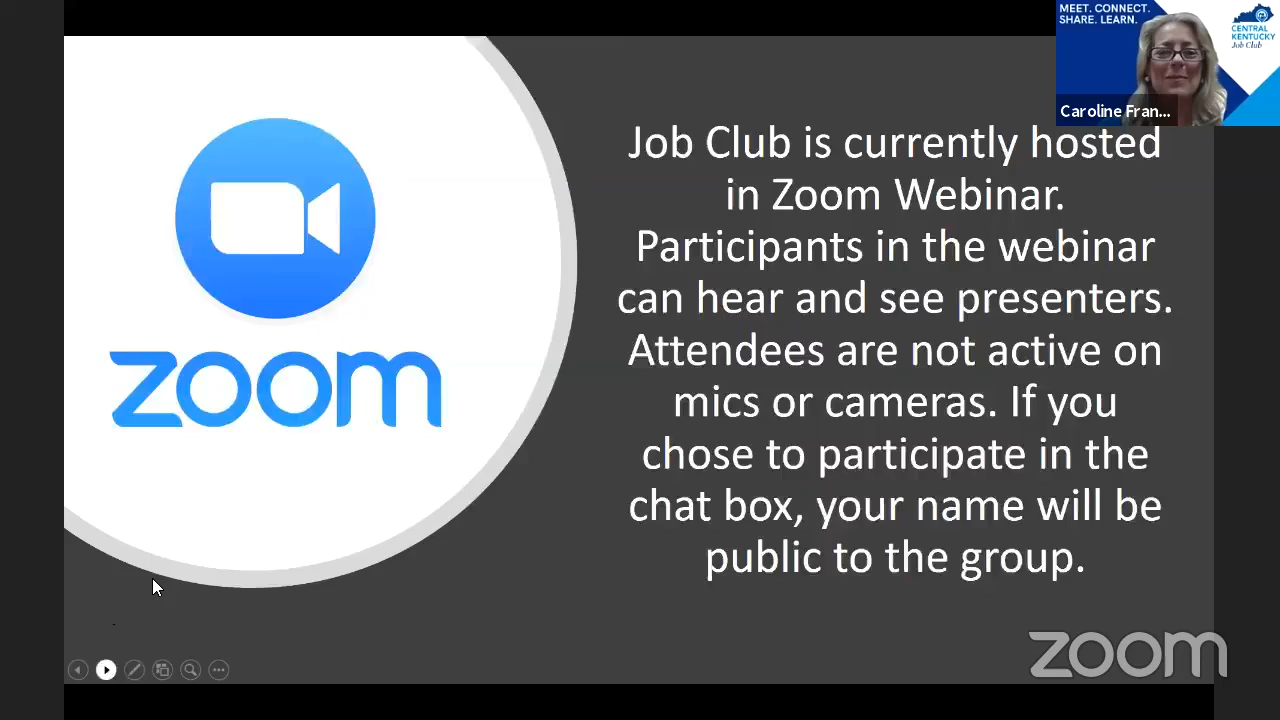 MEET. CONNECT.
SHARE. LEARN.
CENTRAL
KENTUCKY
Job Club
Caroline Fran...
Job Club is currently hosted
in Zoom Webinar.
Participants in the webinar
can hear and see presenters.
Attendees are not active on
mics or cameras. If you
chose to participate in the
chat box, your name will be
public to the group.
zoom
zoom